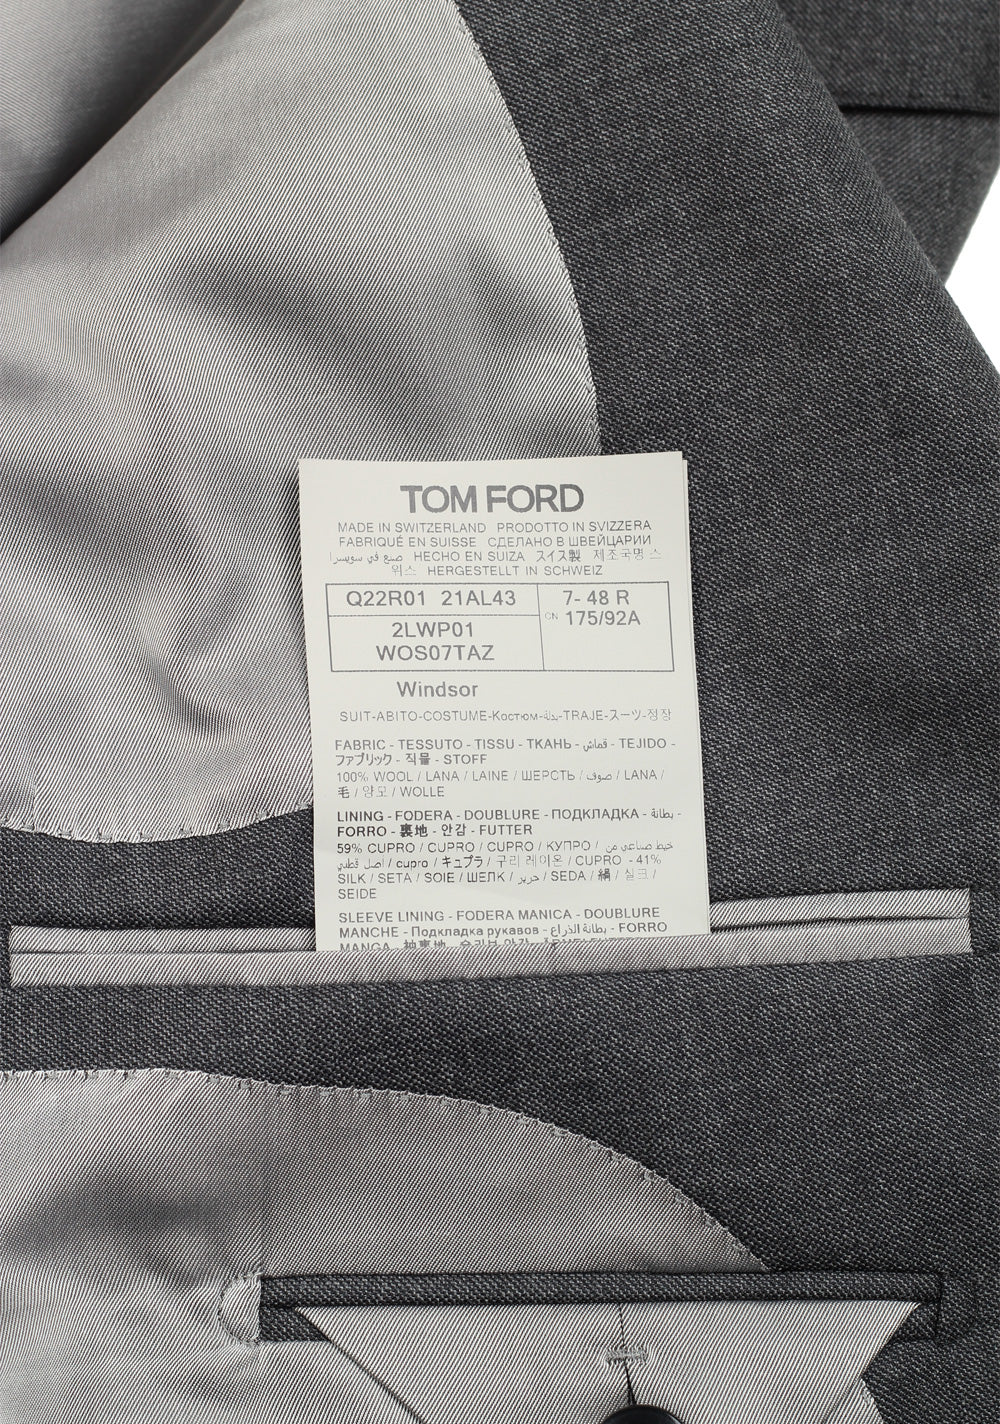 TOM FORD
MADE IN SWITZERLAND PRODOTTO IN SVIZZERA
FABRIQUÉ EN SUISSE СДЕЛАНО В ШВЕЙЦАРИИ
صنع في سويسرا HECHO EN SUIZA スイス製 제조국명 스
위스 HERGESTELLT IN SCHWEIZ
Q22R01 21AL43
7- 48 R
CN 175/92A
2LWP01
WOS07TAZ
Windsor
SUIT-ABITO-COSTUME-Костюм-بدلة-TRAJE-スーツ-정장
FABRIC - TESSUTO - TISSU - ТКАНЬ - قماش - TEJIDO -
ファブリック - 직물 - STOFF
100% WOOL / LANA / LAINE / ШЕРСТЬ / صوف / LANA /
毛 / 양모 / WOLLE
LINING - FODERA - DOUBLURE - ПОДКЛАДКА - بطانة -
FORRO - 裏地 - 안감 - FUTTER
59% CUPRO / CUPRO / CUPRO / КУПРО / خيط صناعي من
أصل قطني / cupro / キュプラ / 구리 레이온 / CUPRO - 41%
SILK / SETA / SOIE / ШЕЛК / حرير / SEDA / 絹 / 실크 /
SEIDE
SLEEVE LINING - FODERA MANICA - DOUBLURE
MANCHE - Подкладка рукавов - بطانة الذراع - FORRO
MANGA - 袖裏地 -